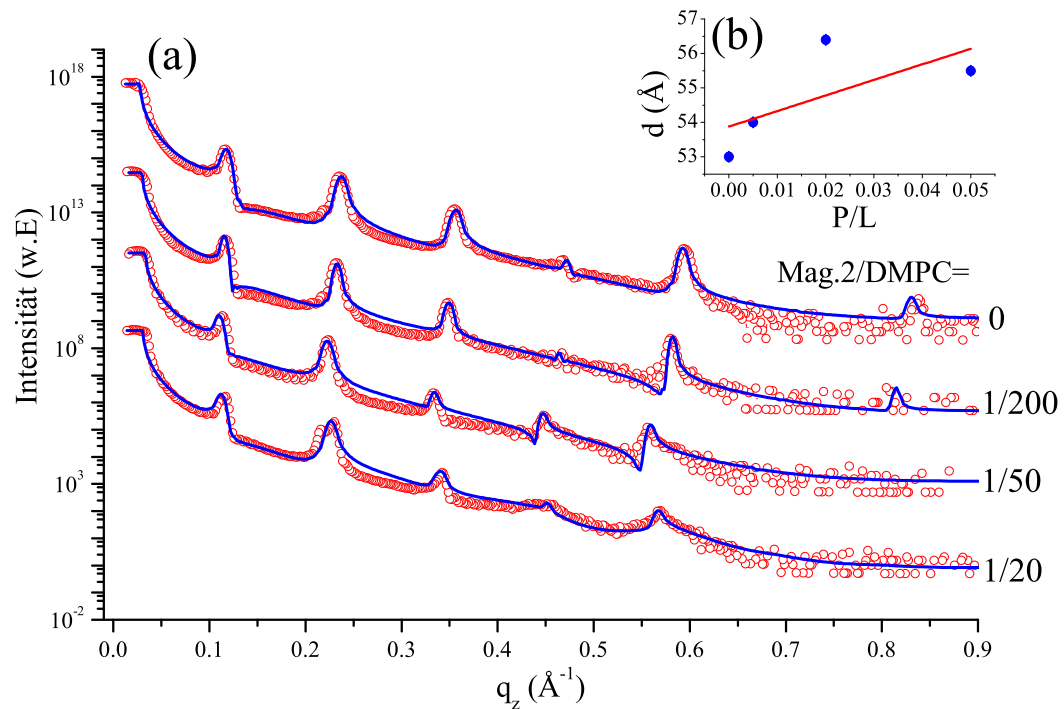 (a)
(b)
57
56
55
54
53
d (Å)
0.00 0.01 0.02 0.03 0.04 0.05
P/L
10^18
10^13
10^8
10^3
10^-2
Intensität (w.E)
Mag.2/DMPC=
0
1/200
1/50
1/20
0.0 0.1 0.2 0.3 0.4 0.5 0.6 0.7 0.8 0.9
q_z (Å^-1)